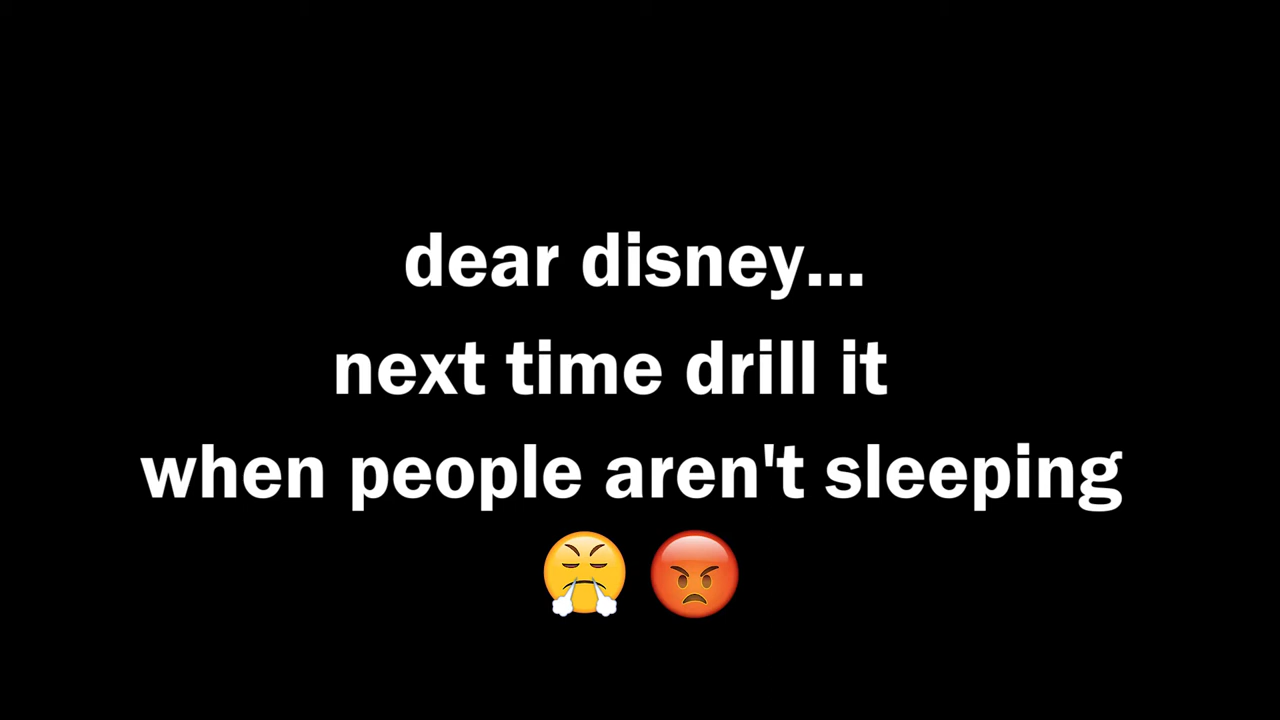 dear disney...
next time drill it
when people aren't sleeping
😤 😡